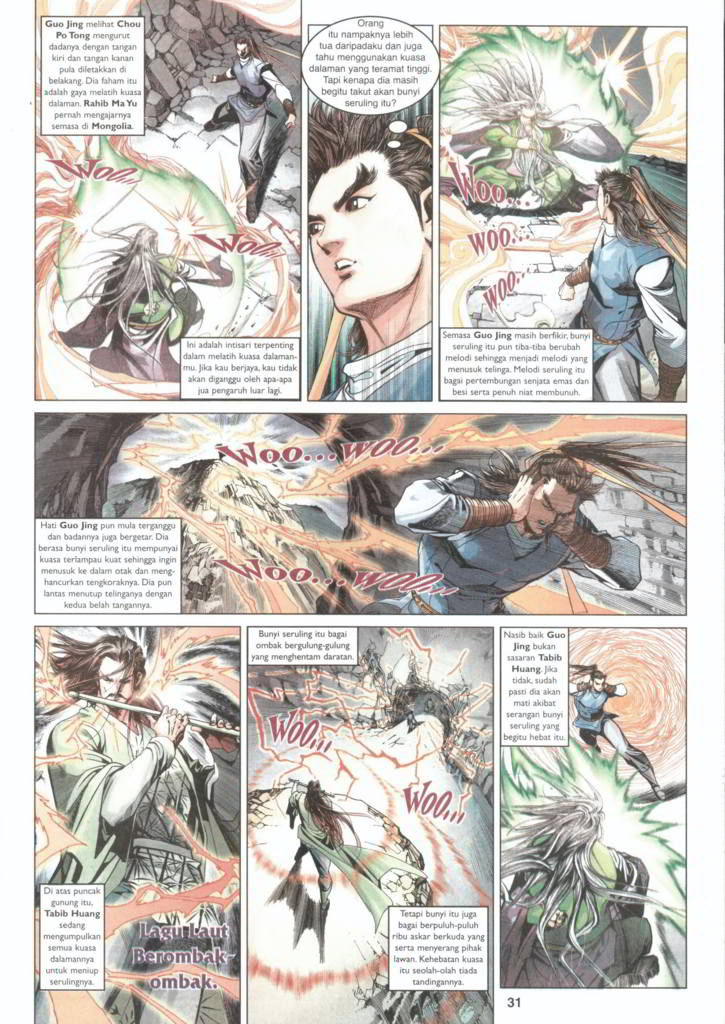 Guo Jing melihat Chou
Po Tong mengurut
dadanya dengan tangan
kiri dan tangan kanan
pula diletakkan di
belakang. Dia faham itu
adalah gaya melatih kuasa
dalaman. Rahib Ma Yu
pernah mengajarnya
semasa di Mongolia.
WOO...
WOO...
Ini adalah intisari terpenting
dalam melatih kuasa dalaman-
mu. Jika kau berjaya, kau tidak
akan diganggu oleh apa-apa
jua pengaruh luar lagi.
Orang
itu nampaknya lebih
tua daripadaku dan juga
tahu menggunakan kuasa
dalaman yang teramat tinggi.
Tapi kenapa dia masih
begitu takut akan bunyi
seruling itu?
WOO...
WOO...
WOO...
Semasa Guo Jing masih berfikir, bunyi
seruling itu pun tiba-tiba berubah
melodi sehingga menjadi melodi yang
menusuk telinga. Melodi seruling itu
bagai pertembungan senjata emas dan
besi serta penuh niat membunuh.
WOO...WOO...
Hati Guo Jing pun mula terganggu
dan badannya juga bergetar. Dia
berasa bunyi seruling itu mempunyai
kuasa terlampau kuat sehingga ingin
menusuk ke dalam otak dan meng-
hancurkan tengkoraknya. Dia pun
lantas menutup telinganya dengan
kedua belah tangannya.
WOO...WOO...
Di atas puncak
gunung itu,
Tabib Huang
sedang
mengumpulkan
semua kuasa
dalamannya
untuk meniup
serulingnya.
Lagu Laut
Berombak-
ombak.
Bunyi seruling itu bagai
ombak bergulung-gulung
yang menghentam daratan.
WOO...
WOO...
Tetapi bunyi itu juga
bagai berpuluh-puluh
ribu askar berkuda yang
serta menyerang pihak
lawan. Kehebatan kuasa
itu seolah-olah tiada
tandingannya.
Nasib baik Guo
Jing bukan
sasaran Tabib
Huang. Jika
tidak, sudah
pasti dia akan
mati akibat
serangan bunyi
seruling yang
begitu hebat itu.
31